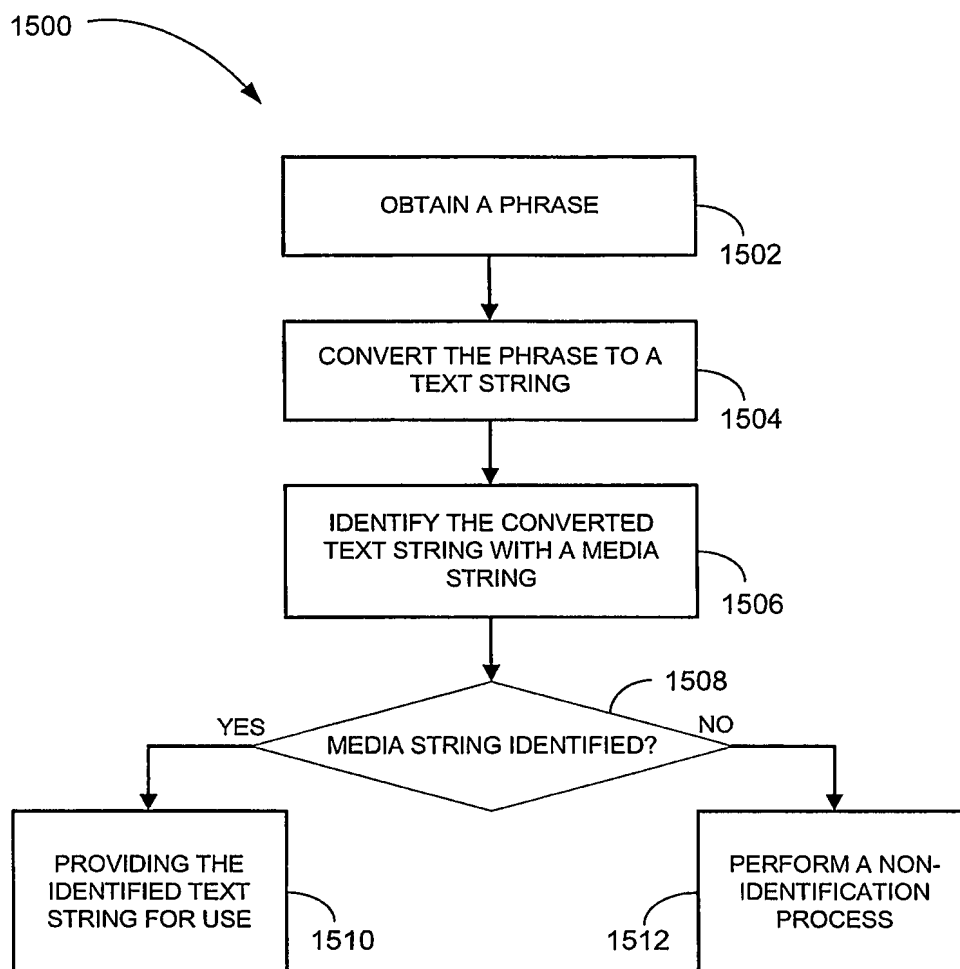 1500
OBTAIN A PHRASE
1502
CONVERT THE PHRASE TO A
TEXT STRING
1504
IDENTIFY THE CONVERTED
TEXT STRING WITH A MEDIA
STRING
1506
1508
YES
MEDIA STRING IDENTIFIED?
NO
PROVIDING THE
IDENTIFIED TEXT
STRING FOR USE
1510
PERFORM A NON-
IDENTIFICATION
PROCESS
1512